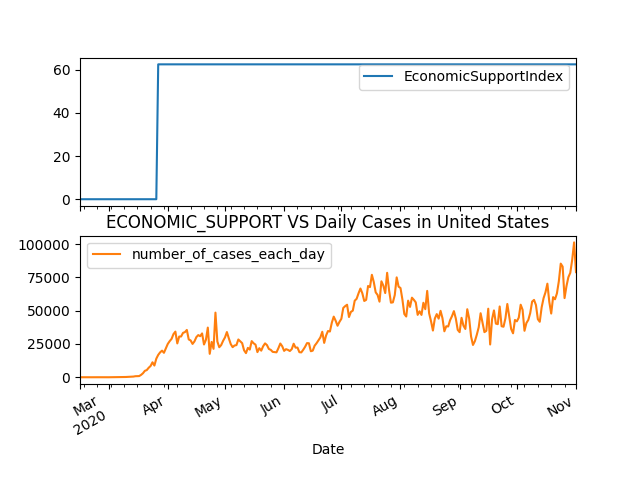 60
40
20
0
EconomicSupportIndex
ECONOMIC_SUPPORT VS Daily Cases in United States
100000
75000
50000
25000
0
number_of_cases_each_day
Mar
2020
Apr
May
Jun
Jul
Aug
Sep
Oct
Nov
Date